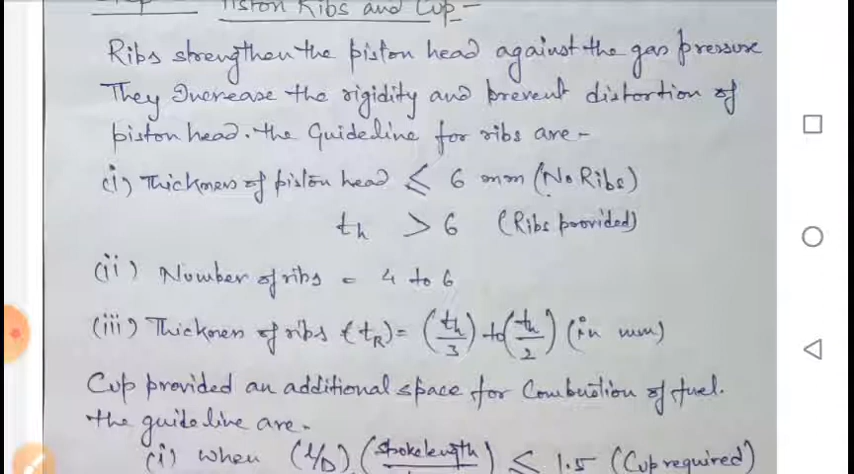 Piston Ribs and Cup -
Ribs strengthen the piston head against the gas pressure
They Increase the rigidity and prevent distortion of
piston head. the Guideline for ribs are -
(i) Thickness of piston head ≤ 6 mm (No Ribs)
th > 6 (Ribs provided)
(ii) Number of ribs = 4 to 6
(iii) Thickness of ribs (tR) = (th/3) to (th/2) (in mm)
Cup provided an additional space for Combustion of fuel.
the guideline are -
(i) when (l/D) (stroke length ) ≤ 1.5 (Cup required)